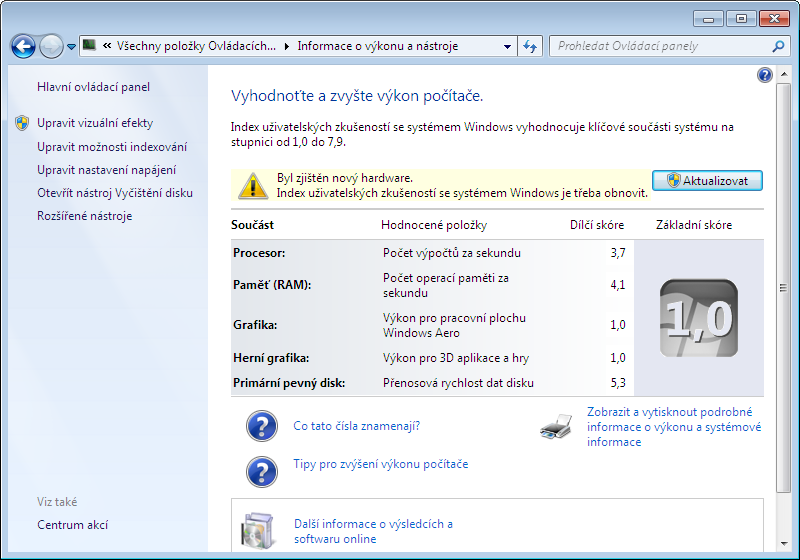 « Všechny položky Ovládacích... Informace o výkonu a nástroje Prohledat Ovládací panely
Hlavní ovládací panel
Upravit vizuální efekty
Upravit možnosti indexování
Upravit nastavení napájení
Otevřít nástroj Vyčištění disku
Rozšířené nástroje
Viz také
Centrum akcí
Vyhodnoťte a zvyšte výkon počítače.
Index uživatelských zkušeností se systémem Windows vyhodnocuje klíčové součásti systému na
stupnici od 1,0 do 7,9.
Byl zjištěn nový hardware.
Index uživatelských zkušeností se systémem Windows je třeba obnovit.
Aktualizovat
Součást Hodnocené položky Dílčí skóre Základní skóre
Procesor: Počet výpočtů za sekundu 3,7
Paměť (RAM): Počet operací paměti za
sekundu 4,1
Grafika: Výkon pro pracovní plochu
Windows Aero 1,0
Herní grafika: Výkon pro 3D aplikace a hry 1,0
Primární pevný disk: Přenosová rychlost dat disku 5,3
1,0
Co tato čísla znamenají?
Tipy pro zvýšení výkonu počítače
Zobrazit a vytisknout podrobné
informace o výkonu a systémové
informace
Další informace o výsledcích a
softwaru online